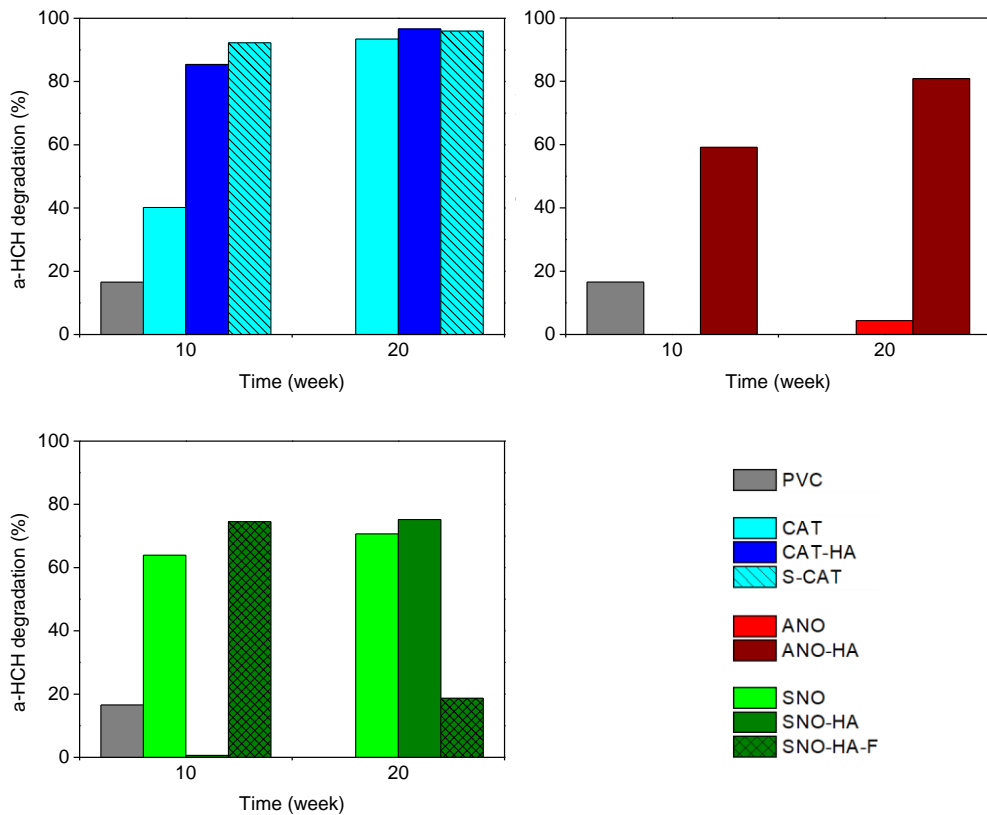 100
80
60
40
20
0
a-HCH degradation (%)
10
20
Time (week)
100
80
60
40
20
0
10
20
Time (week)
100
80
60
40
20
0
a-HCH degradation (%)
10
20
Time (week)
PVC
CAT
CAT-HA
S-CAT
ANO
ANO-HA
SNO
SNO-HA
SNO-HA-F